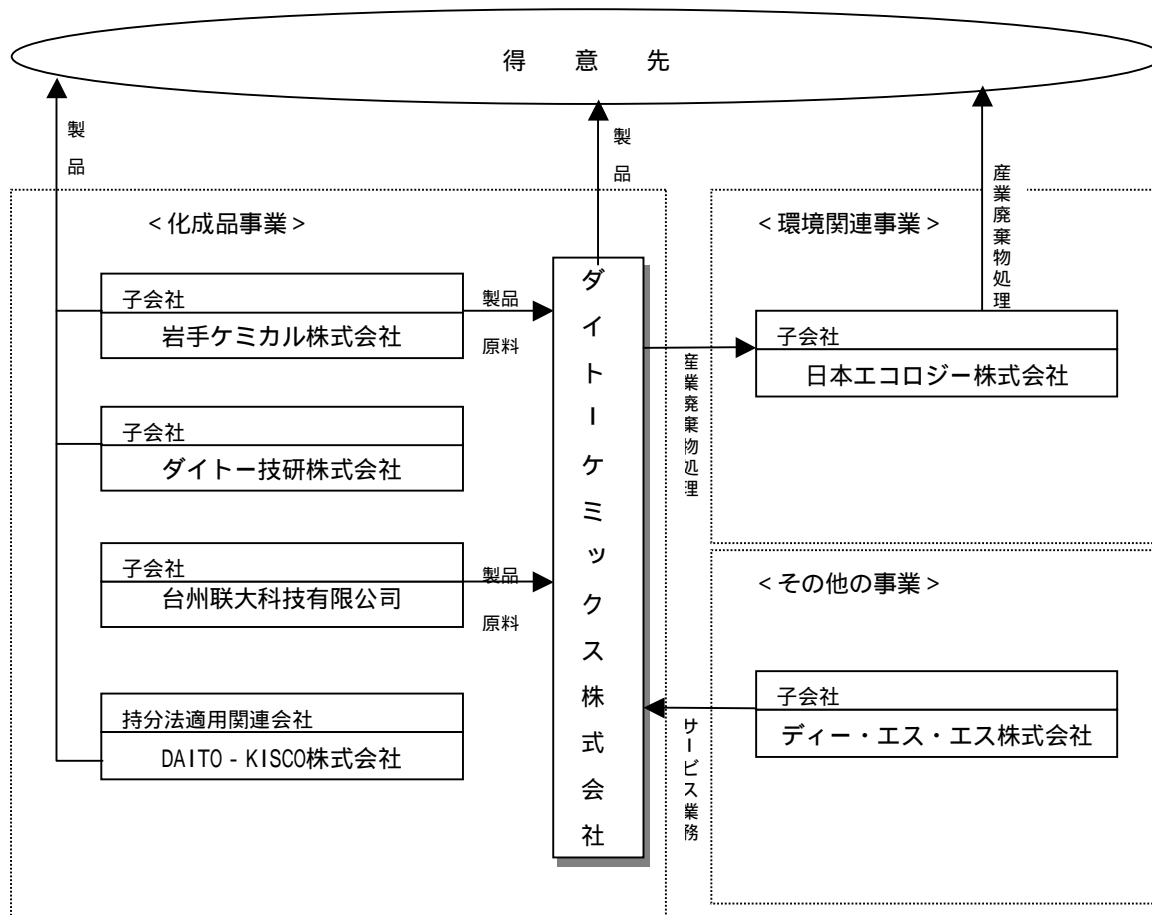 得 意 先
製品
製品
産業廃棄物処理
<化成品事業>
<環境関連事業>
子会社
岩手ケミカル株式会社
製品
原料
ダイトーケミックス株式会社
産業廃棄物処理
子会社
日本エコロジー株式会社
子会社
ダイトー技研株式会社
子会社
台州联大科技有限公司
製品
原料
<その他の事業>
持分法適用関連会社
DAITO-KISCO株式会社
サービス業務
子会社
ディー・エス・エス株式会社